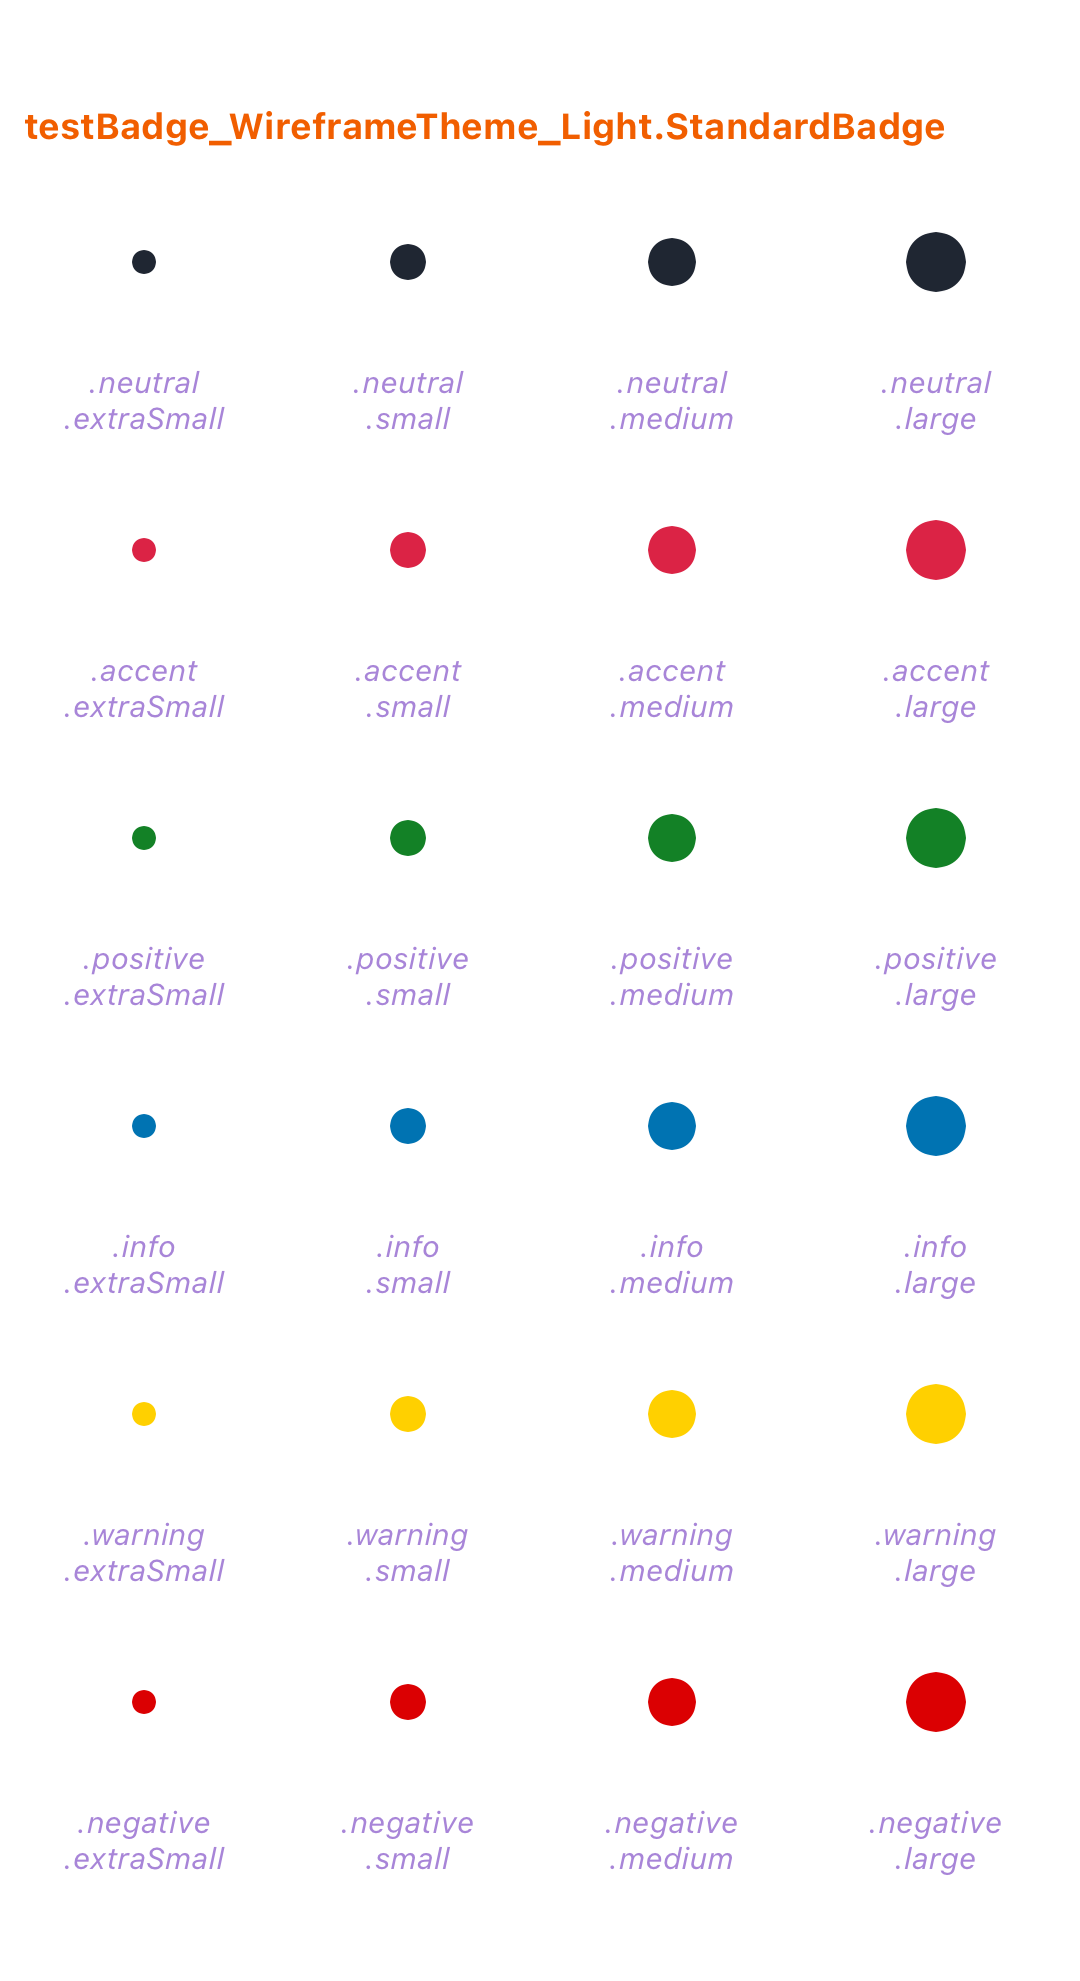 testBadge_WireframeTheme_Light.StandardBadge
.neutral .neutral .neutral .neutral
.extraSmall .small .medium .large
.accent .accent .accent .accent
.extraSmall .small .medium .large
.positive .positive .positive .positive
.extraSmall .small .medium .large
.info .info .info .info
.extraSmall .small .medium .large
.warning .warning .warning .warning
.extraSmall .small .medium .large
.negative .negative .negative .negative
.extraSmall .small .medium .large